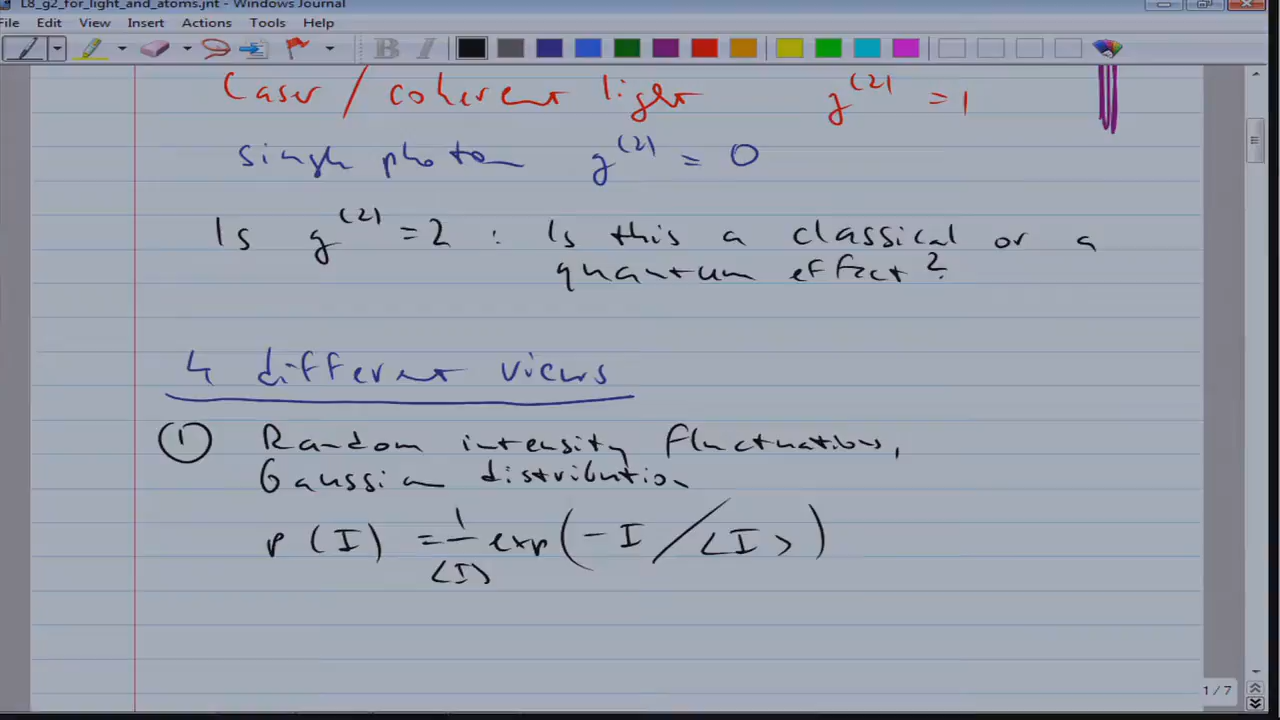 L8_g2_for_light_and_atoms.jnt - Windows Journal
File Edit View Insert Actions Tools Help
B I
Laser / coherent light g^(2) = 1
single photon g^(2) = 0
Is g^(2) = 2 : Is this a classical or a
quantum effect ?
4 different views
① Random intensity fluctuations,
Gaussian distribution
p (I) = 1/⟨I⟩ exp(-I / ⟨I⟩)
1 / 7